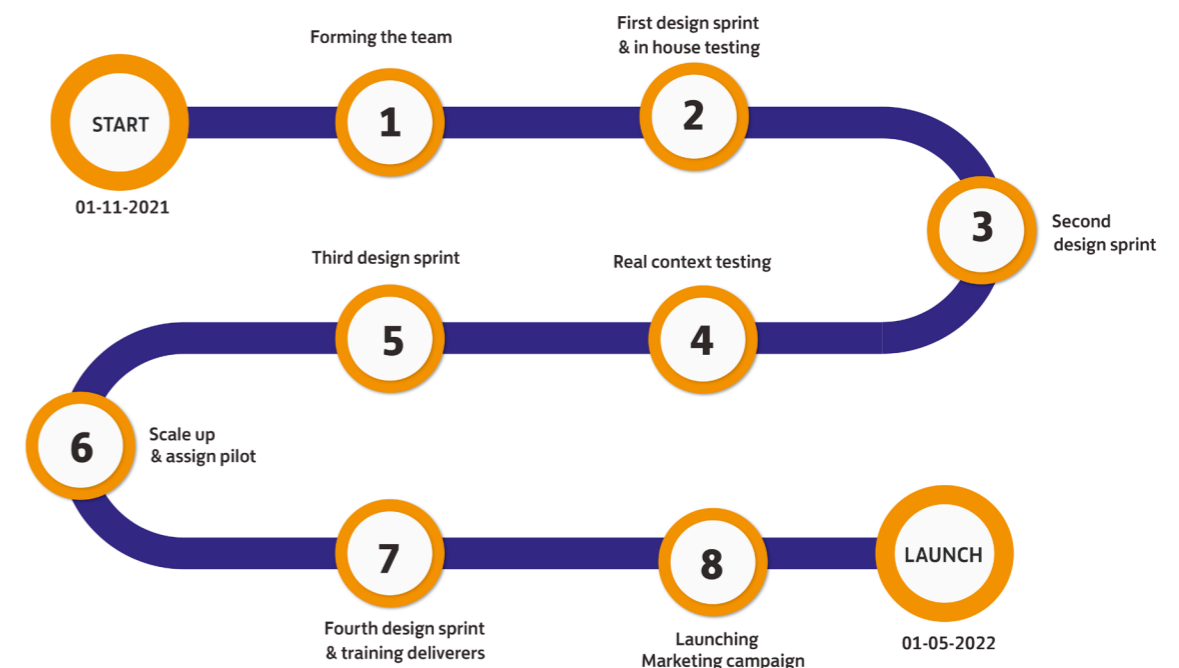 Forming the team
First design sprint
& in house testing
START
1
2
01-11-2021
3
Second
design sprint
Third design sprint
Real context testing
5
4
6
Scale up
& assign pilot
7
8
LAUNCH
Fourth design sprint
& training deliverers
Launching
Marketing campaign
01-05-2022